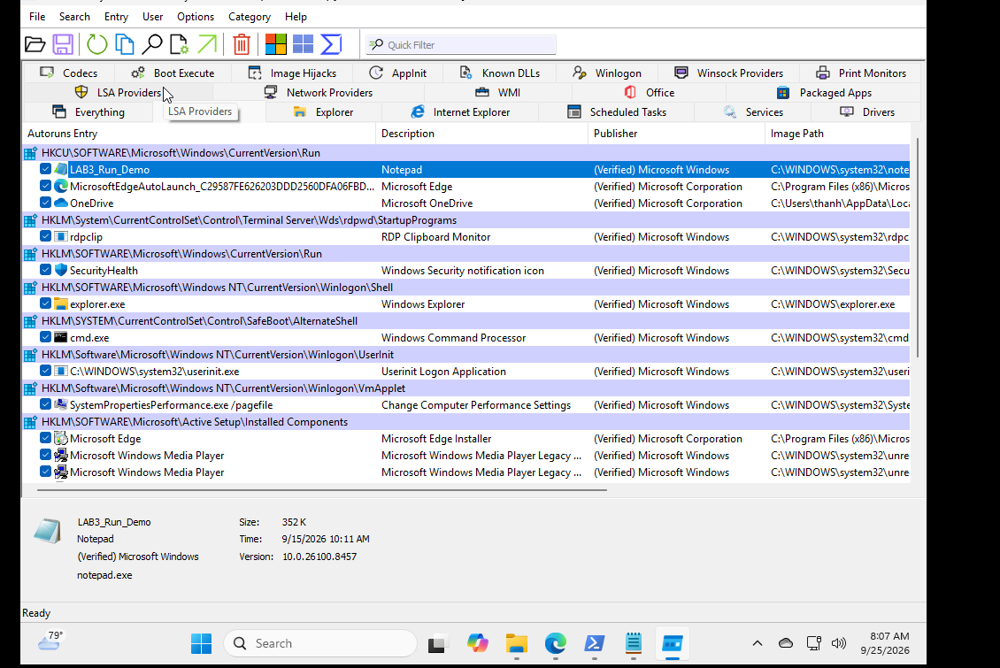 File Search Entry User Options Category Help
Quick Filter
Codecs Boot Execute Image Hijacks AppInit Known DLLs Winlogon Winsock Providers Print Monitors
LSA Providers Network Providers WMI Office Packaged Apps
Everything LSA Providers Explorer Internet Explorer Scheduled Tasks Services Drivers
Autoruns Entry Description Publisher Image Path
HKCU\SOFTWARE\Microsoft\Windows\CurrentVersion\Run
LAB3_Run_Demo Notepad (Verified) Microsoft Windows C:\WINDOWS\system32\note
MicrosoftEdgeAutoLaunch_C29587FE626203DDD2560DFA06FBD... Microsoft Edge (Verified) Microsoft Corporation C:\Program Files (x86)\Micros
OneDrive Microsoft OneDrive (Verified) Microsoft Corporation C:\Users\thanh\AppData\Loca
HKLM\System\CurrentControlSet\Control\Terminal Server\Wds\rdpwd\StartupPrograms
rdpclip RDP Clipboard Monitor (Verified) Microsoft Windows C:\WINDOWS\system32\rdpc
HKLM\SOFTWARE\Microsoft\Windows\CurrentVersion\Run
SecurityHealth Windows Security notification icon (Verified) Microsoft Windows C:\WINDOWS\system32\Secu
HKLM\SOFTWARE\Microsoft\Windows NT\CurrentVersion\Winlogon\Shell
explorer.exe Windows Explorer (Verified) Microsoft Windows C:\WINDOWS\explorer.exe
HKLM\SYSTEM\CurrentControlSet\Control\SafeBoot\AlternateShell
cmd.exe Windows Command Processor (Verified) Microsoft Windows C:\WINDOWS\system32\cmd
HKLM\SOFTWARE\Microsoft\Windows NT\CurrentVersion\Winlogon\Userinit
C:\WINDOWS\system32\userinit.exe Userinit Logon Application (Verified) Microsoft Windows C:\WINDOWS\system32\useri
HKLM\Software\Microsoft\Windows NT\CurrentVersion\Winlogon\VmApplet
SystemPropertiesPerformance.exe /pagefile Change Computer Performance Settings (Verified) Microsoft Windows C:\WINDOWS\system32\Syste
HKLM\SOFTWARE\Microsoft\Active Setup\Installed Components
Microsoft Edge Microsoft Edge Installer (Verified) Microsoft Corporation C:\Program Files (x86)\Micros
Microsoft Windows Media Player Microsoft Windows Media Player Legacy ... (Verified) Microsoft Windows C:\WINDOWS\system32\unre
Microsoft Windows Media Player Microsoft Windows Media Player Legacy ... (Verified) Microsoft Windows C:\WINDOWS\system32\unre
LAB3_Run_Demo Size: 352 K
Notepad Time: 9/15/2026 10:11 AM
(Verified) Microsoft Windows Version: 10.0.26100.8457
notepad.exe
Ready
79°
Search
8:07 AM
9/25/2026